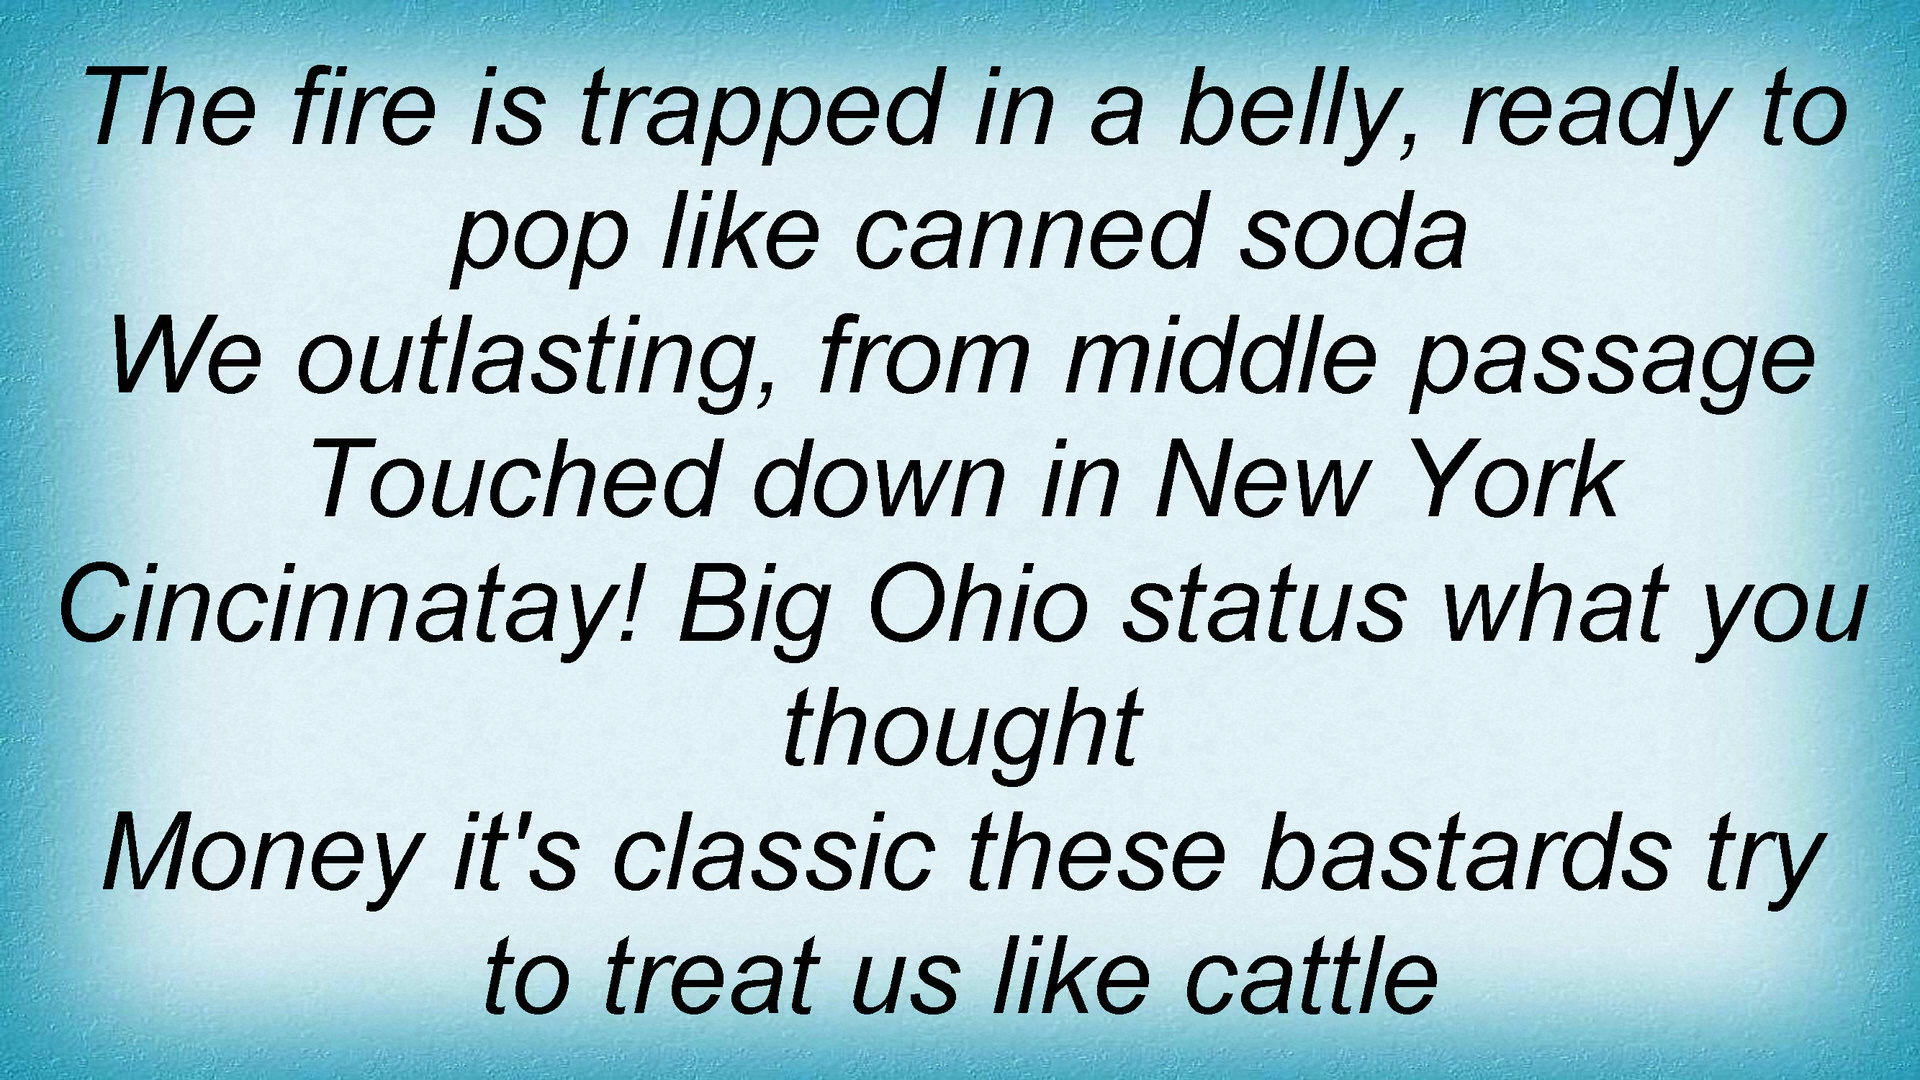 The fire is trapped in a belly, ready to
pop like canned soda
We outlasting, from middle passage
Touched down in New York
Cincinnatay! Big Ohio status what you
thought
Money it's classic these bastards try
to treat us like cattle